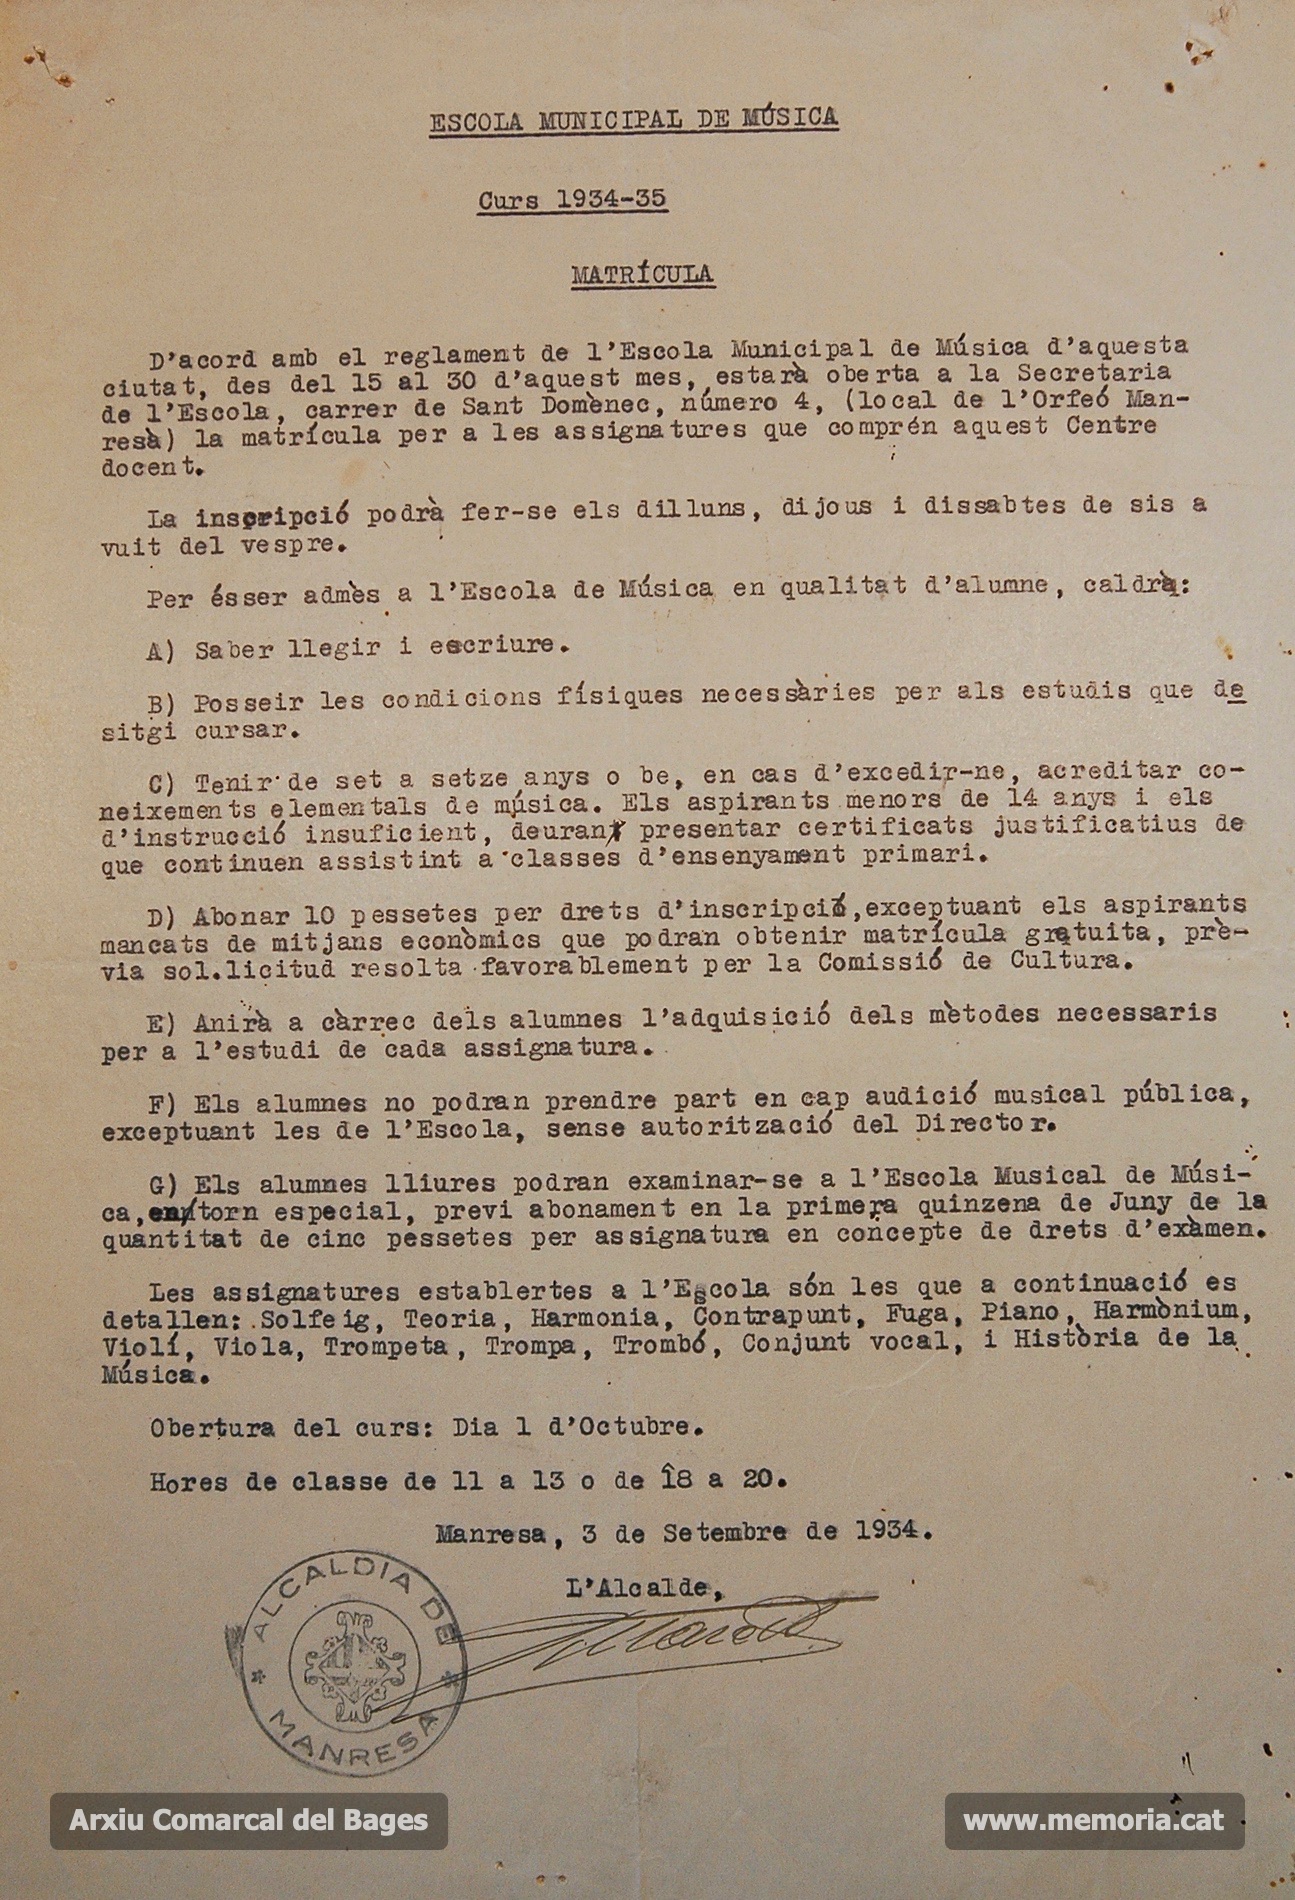 ESCOLA MUNICIPAL DE MÚSICA
Curs 1934-35
MATRÍCULA
D'acord amb el reglament de l'Escola Municipal de Música d'aquesta
ciutat, des del 15 al 30 d'aquest mes, estarà oberta a la Secretaria
de l'Escola, carrer de Sant Domènec, número 4, (local de l'Orfeó Man-
resà) la matrícula per a les assignatures que comprén aquest Centre
docent.
La inscripció podrà fer-se els dilluns, dijous i dissabtes de sis a
vuit del vespre.
Per ésser admès a l'Escola de Música en qualitat d'alumne, caldrà:
A) Saber llegir i escriure.
B) Posseir les condicions físiques necessàries per als estudis que de
sitgi cursar.
C) Tenir de set a setze anys o be, en cas d'excedir-ne, acreditar co-
neixements elementals de música. Els aspirants menors de 14 anys i els
d'instrucció insuficient, deuran presentar certificats justificatius de
que continuen assistint a classes d'ensenyament primari.
D) Abonar 10 pessetes per drets d'inscripció,exceptuant els aspirants
mancats de mitjans econòmics que podran obtenir matrícula gratuita, prè-
via sol.licitud resolta favorablement per la Comissió de Cultura.
E) Anirà a càrrec dels alumnes l'adquisició dels mètodes necessaris
per a l'estudi de cada assignatura.
F) Els alumnes no podran prendre part en cap audició musical pública,
exceptuant les de l'Escola, sense autorització del Director.
G) Els alumnes lliures podran examinar-se a l'Escola Musical de Músi-
ca,en/torn especial, previ abonament en la primera quinzena de Juny de la
quantitat de cinc pessetes per assignatura en concepte de drets d'exàmen.
Les assignatures establertes a l'Escola són les que a continuació es
detallen: Solfeig, Teoria, Harmonia, Contrapunt, Fuga, Piano, Harmònium,
Violí, Viola, Trompeta, Trompa, Trombó, Conjunt vocal, i Història de la
Música.
Obertura del curs: Dia 1 d'Octubre.
Hores de classe de 11 a 13 o de 18 a 20.
Manresa, 3 de Setembre de 1934.
L'Alcalde,
ALCALDIA DE
* MANRESA *
Arxiu Comarcal del Bages
www.memoria.cat